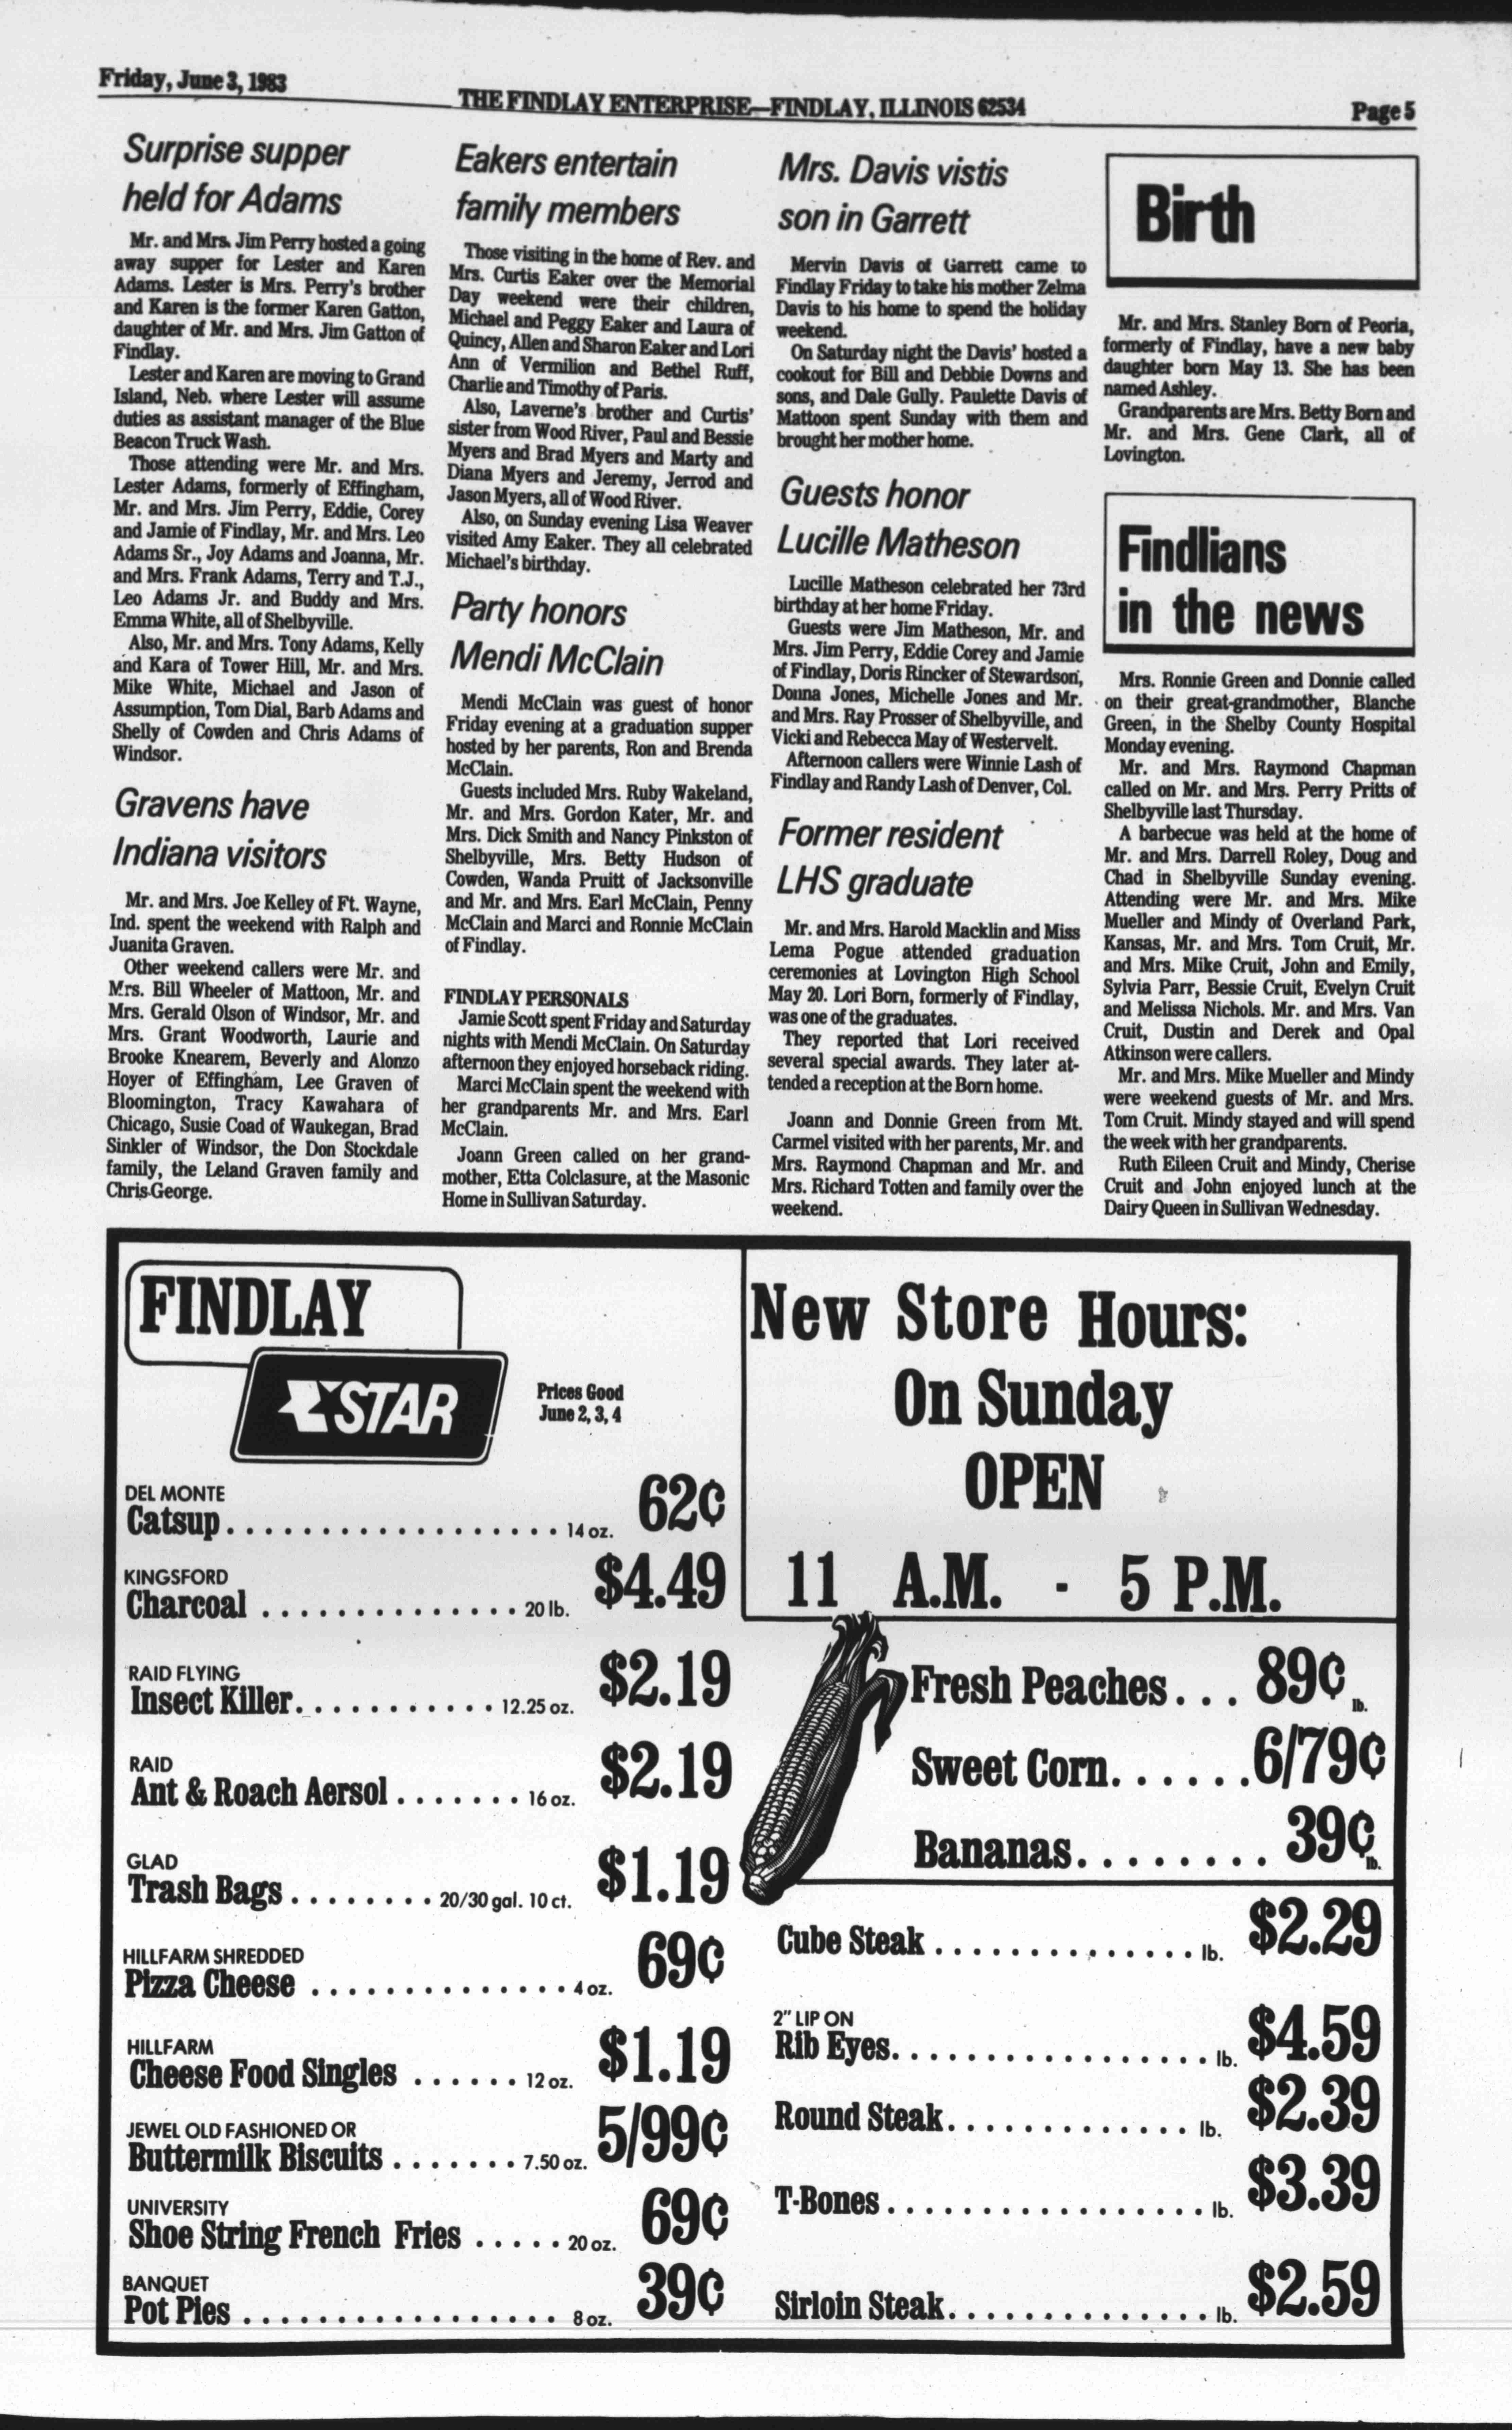 Friday, June 3, 1983
THE FINDLAY ENTERPRISE—FINDLAY, ILLINOIS 62534
Page 5
Surprise supper
held for Adams
Mr. and Mrs. Jim Perry hosted a going
away supper for Lester and Karen
Adams. Lester is Mrs. Perry's brother
and Karen is the former Karen Gatton,
daughter of Mr. and Mrs. Jim Gatton of
Findlay.
Lester and Karen are moving to Grand
Island, Neb. where Lester will assume
duties as assistant manager of the Blue
Beacon Truck Wash.
Those attending were Mr. and Mrs.
Lester Adams, formerly of Effingham,
Mr. and Mrs. Jim Perry, Eddie, Corey
and Jamie of Findlay, Mr. and Mrs. Leo
Adams Sr., Joy Adams and Joanna, Mr.
and Mrs. Frank Adams, Terry and T.J.,
Leo Adams Jr. and Buddy and Mrs.
Emma White, all of Shelbyville.
Also, Mr. and Mrs. Tony Adams, Kelly
and Kara of Tower Hill, Mr. and Mrs.
Mike White, Michael and Jason of
Assumption, Tom Dial, Barb Adams and
Shelly of Cowden and Chris Adams of
Windsor.
Gravens have
Indiana visitors
Mr. and Mrs. Joe Kelley of Ft. Wayne,
Ind. spent the weekend with Ralph and
Juanita Graven.
Other weekend callers were Mr. and
Mrs. Bill Wheeler of Mattoon, Mr. and
Mrs. Gerald Olson of Windsor, Mr. and
Mrs. Grant Woodworth, Laurie and
Brooke Knearem, Beverly and Alonzo
Hoyer of Effingham, Lee Graven of
Bloomington, Tracy Kawahara of
Chicago, Susie Coad of Waukegan, Brad
Sinkler of Windsor, the Don Stockdale
family, the Leland Graven family and
Chris George.
Eakers entertain
family members
Those visiting in the home of Rev. and
Mrs. Curtis Eaker over the Memorial
Day weekend were their children,
Michael and Peggy Eaker and Laura of
Quincy, Allen and Sharon Eaker and Lori
Ann of Vermilion and Bethel Ruff,
Charlie and Timothy of Paris.
Also, Laverne's brother and Curtis'
sister from Wood River, Paul and Bessie
Myers and Brad Myers and Marty and
Diana Myers and Jeremy, Jerrod and
Jason Myers, all of Wood River.
Also, on Sunday evening Lisa Weaver
visited Amy Eaker. They all celebrated
Michael's birthday.
Party honors
Mendi McClain
Mendi McClain was guest of honor
Friday evening at a graduation supper
hosted by her parents, Ron and Brenda
McClain.
Guests included Mrs. Ruby Wakeland,
Mr. and Mrs. Gordon Kater, Mr. and
Mrs. Dick Smith and Nancy Pinkston of
Shelbyville, Mrs. Betty Hudson of
Cowden, Wanda Pruitt of Jacksonville
and Mr. and Mrs. Earl McClain, Penny
McClain and Marci and Ronnie McClain
of Findlay.
FINDLAY PERSONALS
Jamie Scott spent Friday and Saturday
nights with Mendi McClain. On Saturday
afternoon they enjoyed horseback riding.
Marci McClain spent the weekend with
her grandparents Mr. and Mrs. Earl
McClain.
Joann Green called on her grand-
mother, Etta Colclasure, at the Masonic
Home in Sullivan Saturday.
Mrs. Davis vistis
son in Garrett
Mervin Davis of Garrett came to
Findlay Friday to take his mother Zelma
Davis to his home to spend the holiday
weekend.
On Saturday night the Davis' hosted a
cookout for Bill and Debbie Downs and
sons, and Dale Gully. Paulette Davis of
Mattoon spent Sunday with them and
brought her mother home.
Guests honor
Lucille Matheson
Lucille Matheson celebrated her 73rd
birthday at her home Friday.
Guests were Jim Matheson, Mr. and
Mrs. Jim Perry, Eddie Corey and Jamie
of Findlay, Doris Rincker of Stewardson,
Donna Jones, Michelle Jones and Mr.
and Mrs. Ray Prosser of Shelbyville, and
Vicki and Rebecca May of Westervelt.
Afternoon callers were Winnie Lash of
Findlay and Randy Lash of Denver, Col.
Former resident
LHS graduate
Mr. and Mrs. Harold Macklin and Miss
Lema Pogue attended graduation
ceremonies at Lovington High School
May 20. Lori Born, formerly of Findlay,
was one of the graduates.
They reported that Lori received
several special awards. They later at-
tended a reception at the Born home.
Joann and Donnie Green from Mt.
Carmel visited with her parents, Mr. and
Mrs. Raymond Chapman and Mr. and
Mrs. Richard Totten and family over the
weekend.
Birth
Mr. and Mrs. Stanley Born of Peoria,
formerly of Findlay, have a new baby
daughter born May 13. She has been
named Ashley.
Grandparents are Mrs. Betty Born and
Mr. and Mrs. Gene Clark, all of
Lovington.
Findlians
in the news
Mrs. Ronnie Green and Donnie called
on their great-grandmother, Blanche
Green, in the Shelby County Hospital
Monday evening.
Mr. and Mrs. Raymond Chapman
called on Mr. and Mrs. Perry Pritts of
Shelbyville last Thursday.
A barbecue was held at the home of
Mr. and Mrs. Darrell Roley, Doug and
Chad in Shelbyville Sunday evening.
Attending were Mr. and Mrs. Mike
Mueller and Mindy of Overland Park,
Kansas, Mr. and Mrs. Tom Cruit, Mr.
and Mrs. Mike Cruit, John and Emily,
Sylvia Parr, Bessie Cruit, Evelyn Cruit
and Melissa Nichols. Mr. and Mrs. Van
Cruit, Dustin and Derek and Opal
Atkinson were callers.
Mr. and Mrs. Mike Mueller and Mindy
were weekend guests of Mr. and Mrs.
Tom Cruit. Mindy stayed and will spend
the week with her grandparents.
Ruth Eileen Cruit and Mindy, Cherise
Cruit and John enjoyed lunch at the
Dairy Queen in Sullivan Wednesday.
FINDLAY
STAR
Prices Good
June 2, 3, 4
DEL MONTE
Catsup . . . . . . . . . . . . . . . . . . 14 oz. 62¢
KINGSFORD
Charcoal . . . . . . . . . . . . . . 20 lb. $4.49
RAID FLYING
Insect Killer. . . . . . . . . . . 12.25 oz. $2.19
RAID
Ant & Roach Aersol . . . . . . . 16 oz. $2.19
GLAD
Trash Bags . . . . . . . . 20/30 gal. 10 ct. $1.19
HILLFARM SHREDDED
Pizza Cheese . . . . . . . . . . . . . . 4 oz. 69¢
HILLFARM
Cheese Food Singles . . . . . . 12 oz. $1.19
JEWEL OLD FASHIONED OR
Buttermilk Biscuits . . . . . . . 7.50 oz. 5/99¢
UNIVERSITY
Shoe String French Fries . . . . . 20 oz. 69¢
BANQUET
Pot Pies . . . . . . . . . . . . . . . . . 8 oz. 39¢
New Store Hours:
On Sunday
OPEN
11 A.M. - 5 P.M.
Fresh Peaches . . . 89¢ lb.
Sweet Corn. . . . . . 6/79¢
Bananas. . . . . . . . 39¢ lb.
Cube Steak . . . . . . . . . . . . . . lb. $2.29
2" LIP ON
Rib Eyes. . . . . . . . . . . . . . . . . lb. $4.59
Round Steak. . . . . . . . . . . . . lb. $2.39
T-Bones . . . . . . . . . . . . . . . . . lb. $3.39
Sirloin Steak. . . . . . . . . . . . . . lb. $2.59